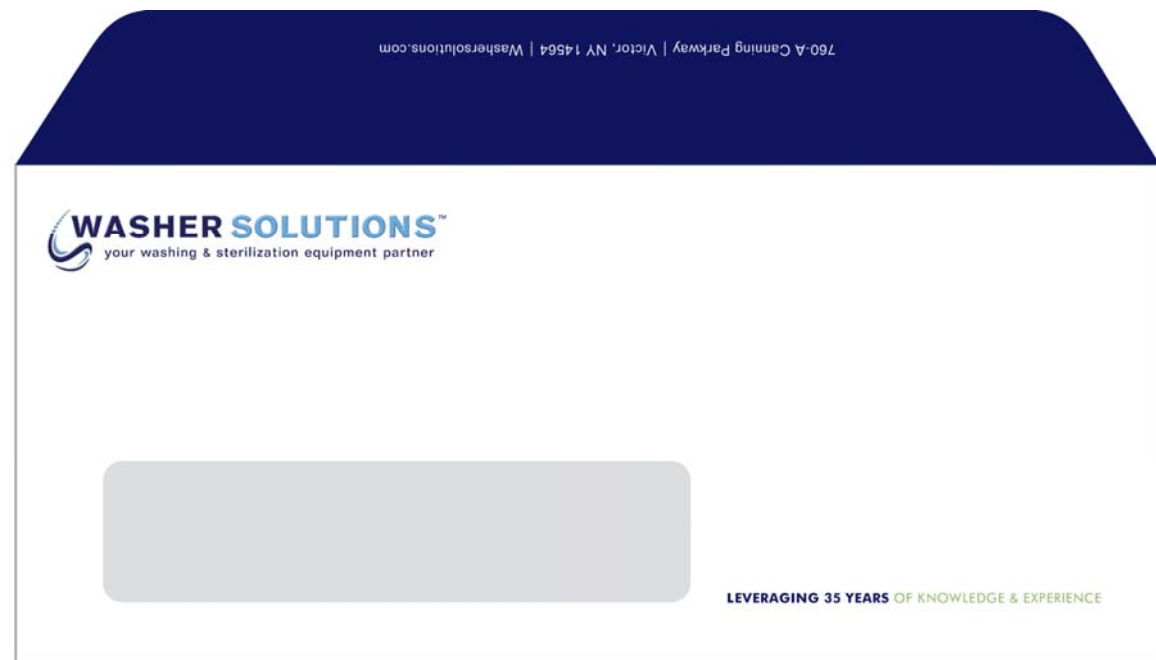 760-A Canning Parkway | Victor, NY 14564 | Washersolutions.com
WASHER SOLUTIONS™
your washing & sterilization equipment partner
LEVERAGING 35 YEARS OF KNOWLEDGE & EXPERIENCE